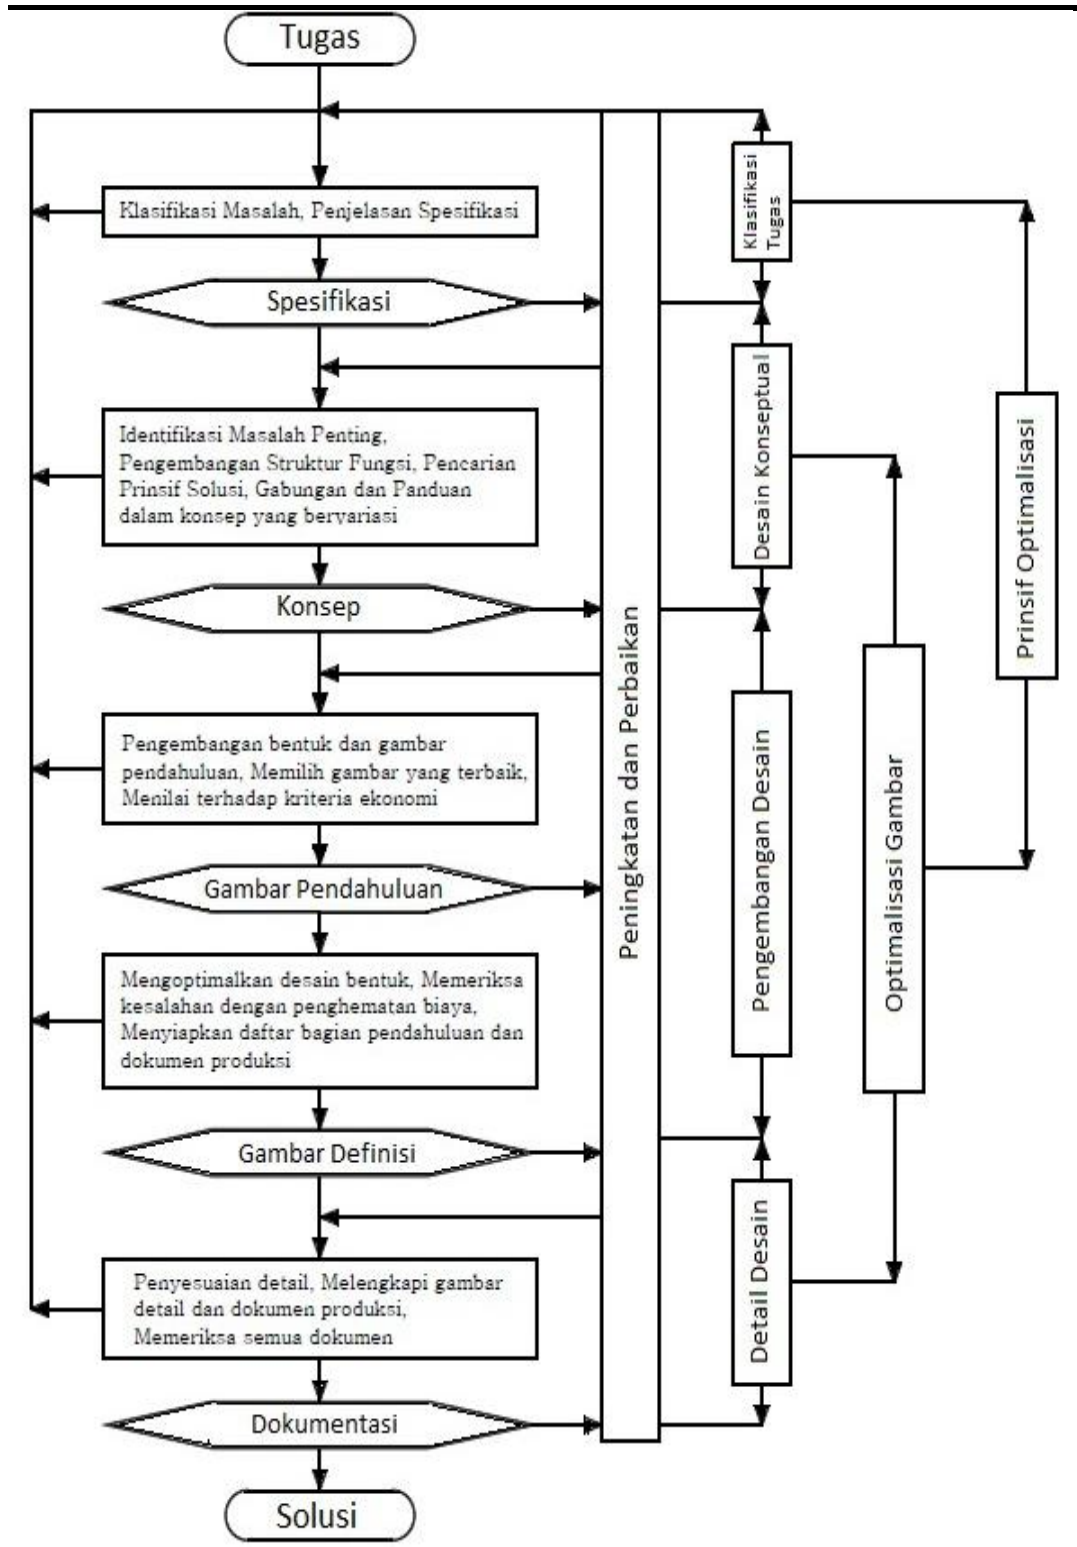 Tugas
Klasifikasi Masalah, Penjelasan Spesifikasi
Spesifikasi
Identifikasi Masalah Penting,
Pengembangan Struktur Fungsi, Pencarian
Prinsif Solusi, Gabungan dan Panduan
dalam konsep yang bervariasi
Konsep
Pengembangan bentuk dan gambar
pendahuluan, Memilih gambar yang terbaik,
Menilai terhadap kriteria ekonomi
Gambar Pendahuluan
Mengoptimalkan desain bentuk, Memeriksa
kesalahan dengan penghematan biaya,
Menyiapkan daftar bagian pendahuluan dan
dokumen produksi
Gambar Definisi
Penyesuaian detail, Melengkapi gambar
detail dan dokumen produksi,
Memeriksa semua dokumen
Dokumentasi
Solusi
Peningkatan dan Perbaikan
Klasifikasi
Tugas
Desain Konseptual
Pengembangan Desain
Detail Desain
Optimalisasi Gambar
Prinsif Optimalisasi